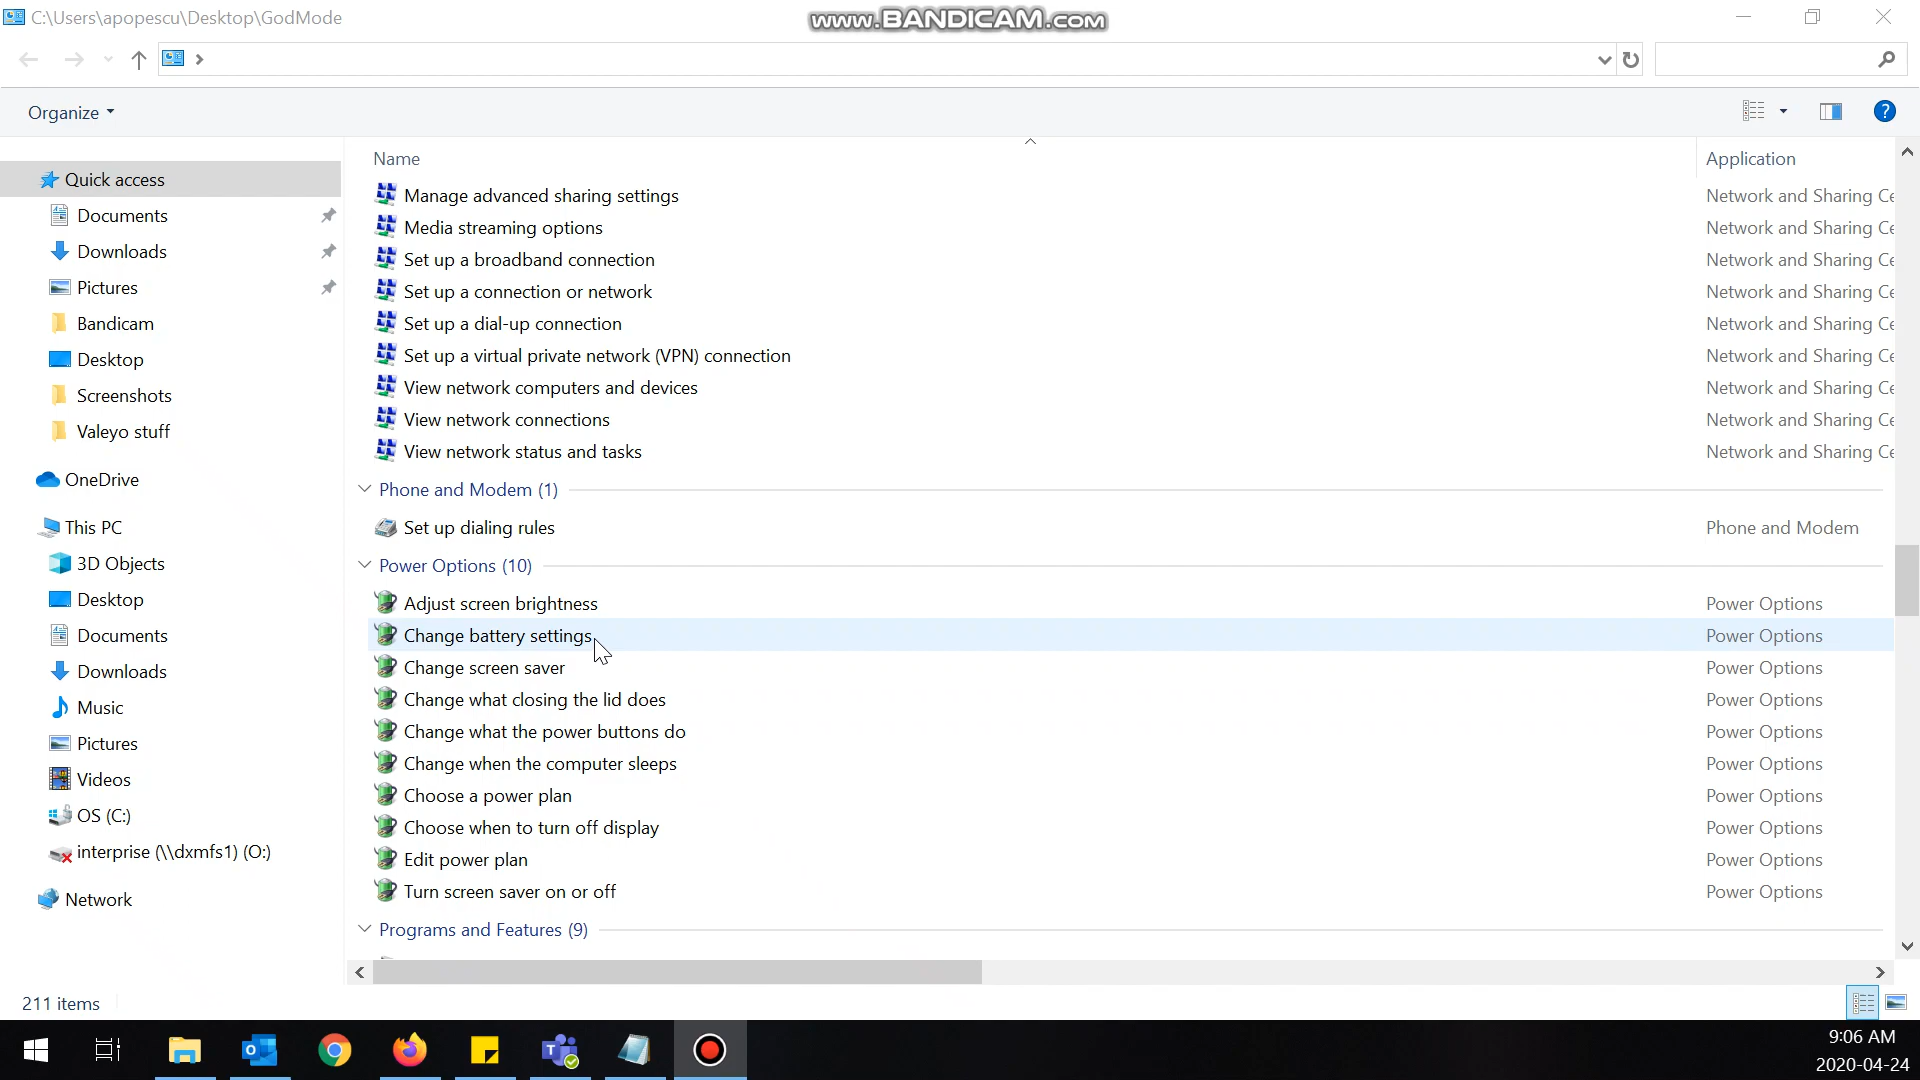 C:\Users\apopescu\Desktop\GodMode
www.BANDICAM.com
Organize
?
Quick access
Documents
Downloads
Pictures
Bandicam
Desktop
Screenshots
Valeyo stuff
OneDrive
This PC
3D Objects
Desktop
Documents
Downloads
Music
Pictures
Videos
OS (C:)
interprise (\\dxmfs1) (O:)
Network
Name Application
Manage advanced sharing settings Network and Sharing Ce
Media streaming options Network and Sharing Ce
Set up a broadband connection Network and Sharing Ce
Set up a connection or network Network and Sharing Ce
Set up a dial-up connection Network and Sharing Ce
Set up a virtual private network (VPN) connection Network and Sharing Ce
View network computers and devices Network and Sharing Ce
View network connections Network and Sharing Ce
View network status and tasks Network and Sharing Ce
Phone and Modem (1)
Set up dialing rules Phone and Modem
Power Options (10)
Adjust screen brightness Power Options
Change battery settings Power Options
Change screen saver Power Options
Change what closing the lid does Power Options
Change what the power buttons do Power Options
Change when the computer sleeps Power Options
Choose a power plan Power Options
Choose when to turn off display Power Options
Edit power plan Power Options
Turn screen saver on or off Power Options
Programs and Features (9)
211 items
9:06 AM
2020-04-24